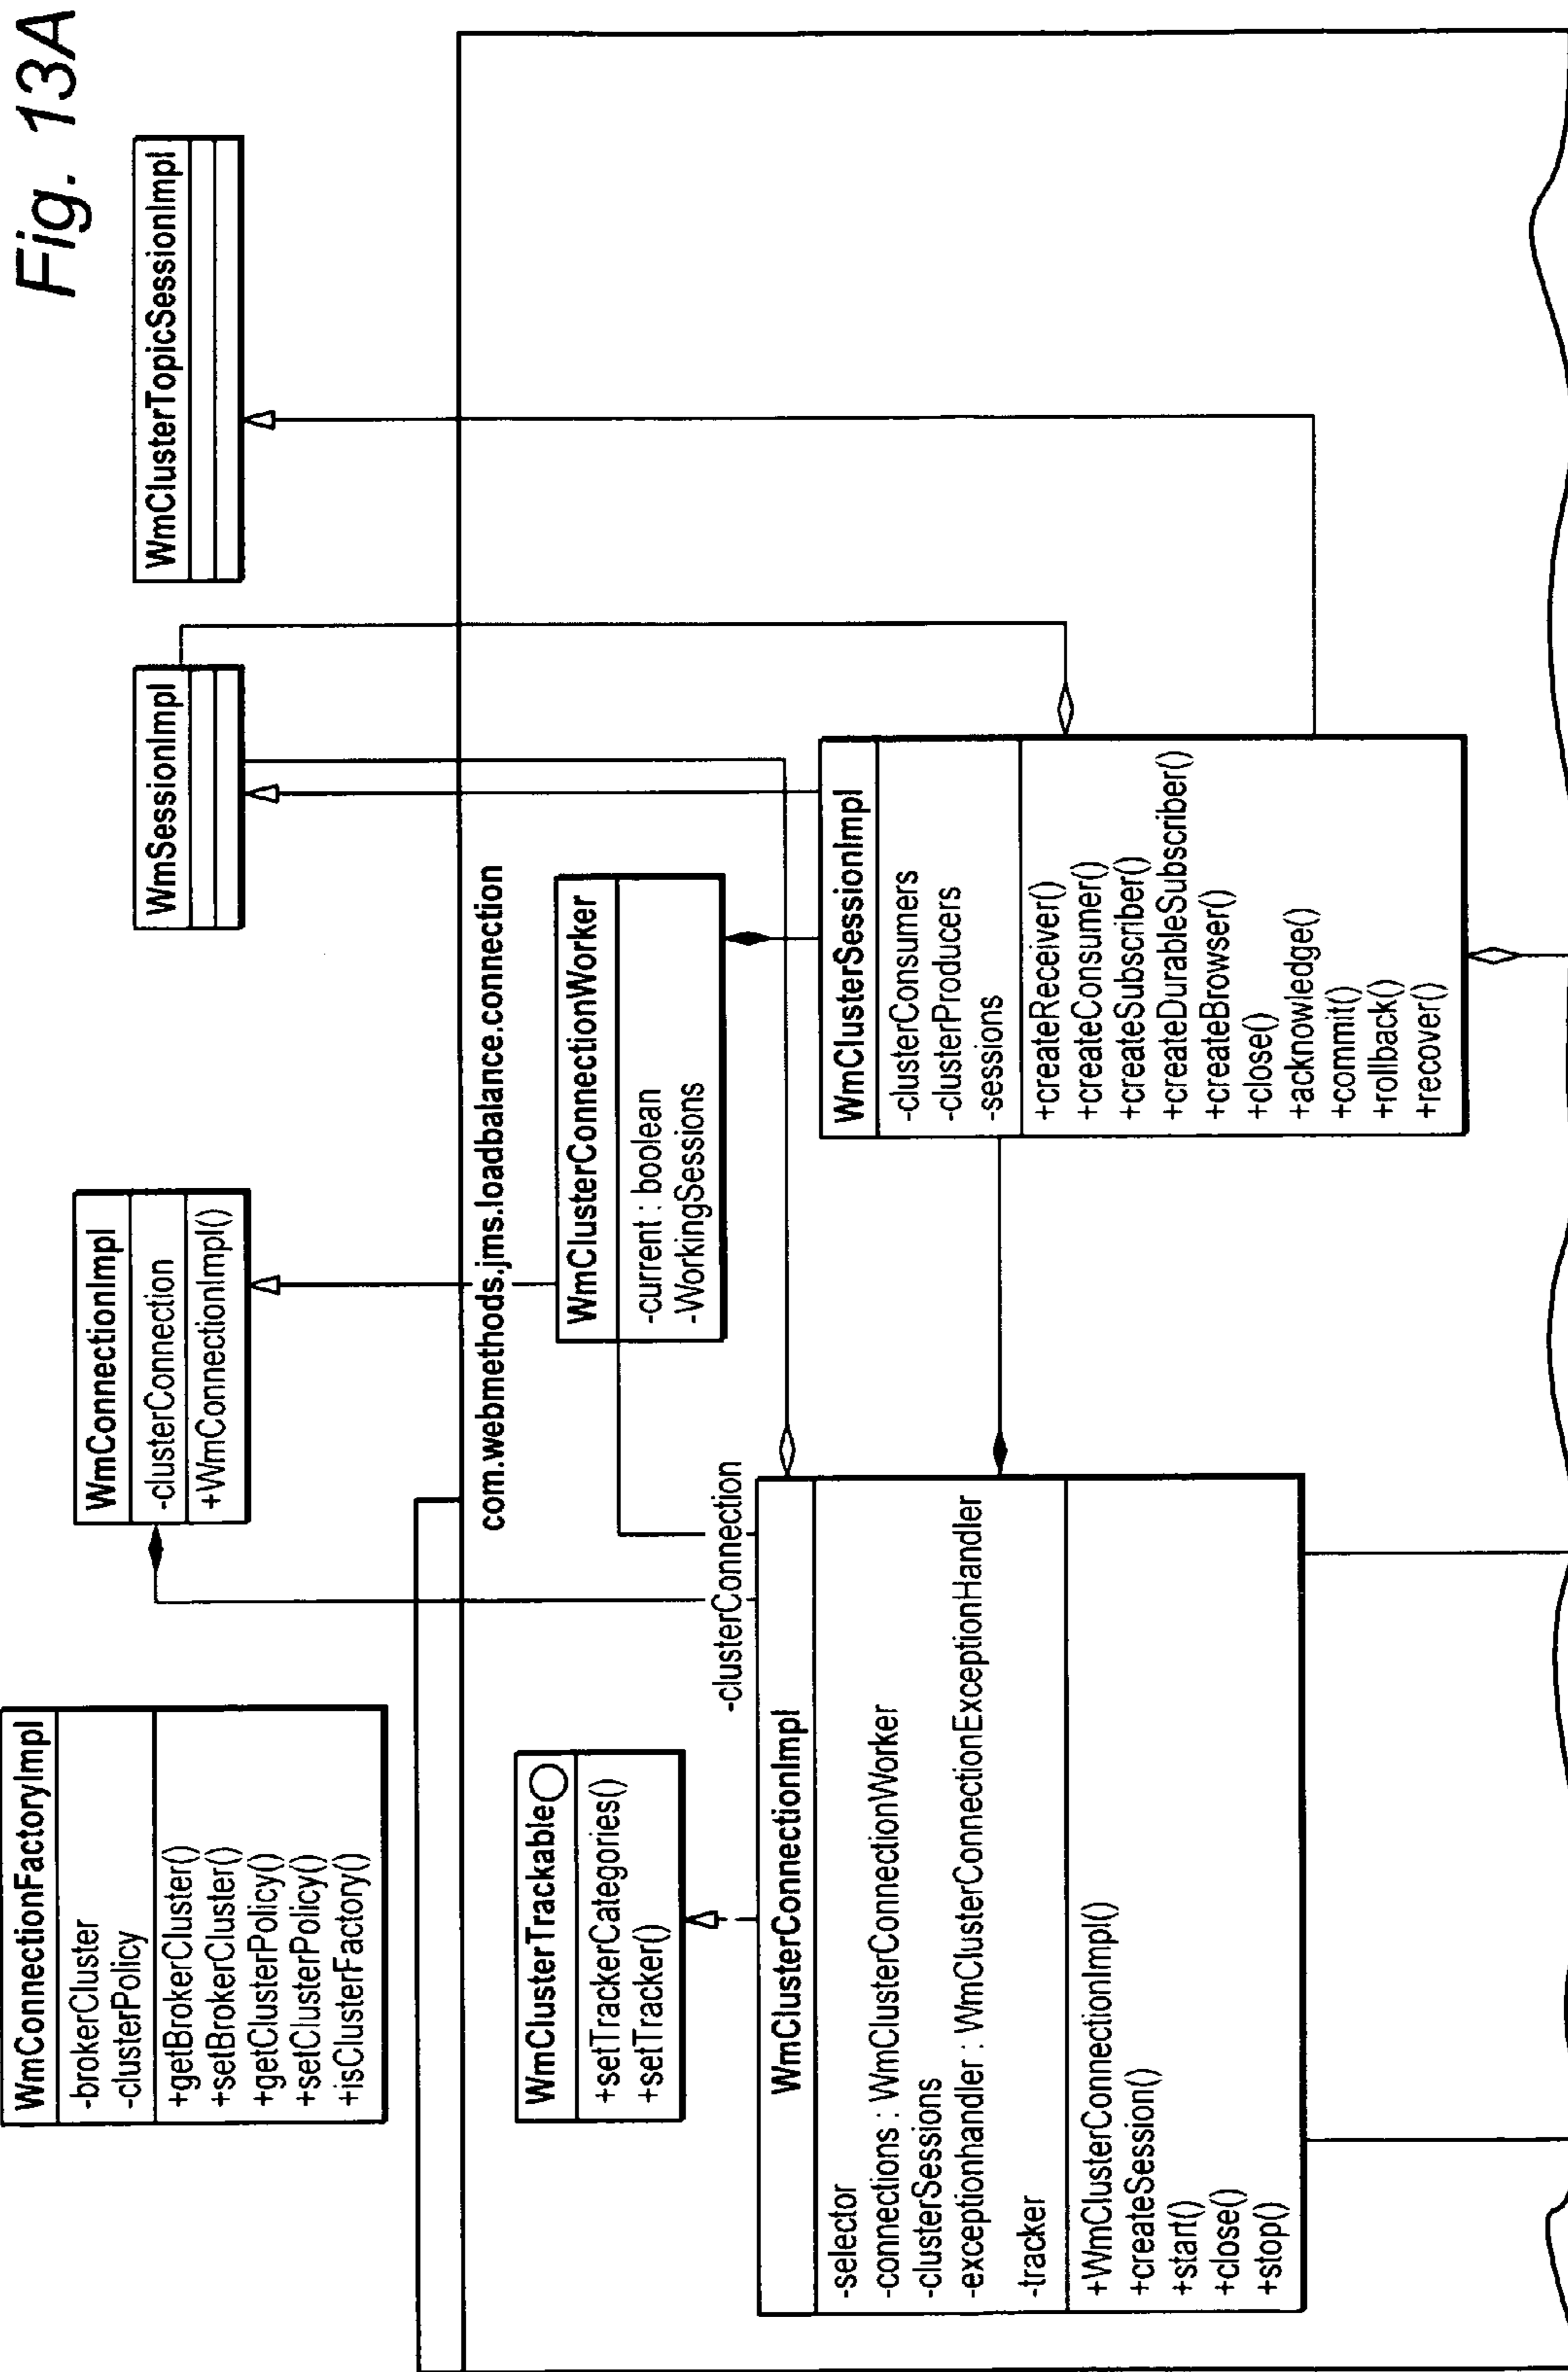 Fig. 13A
WmConnectionFactoryImpl
-brokerCluster
-clusterPolicy
+getBrokerCluster()
+setBrokerCluster()
+getClusterPolicy()
+setClusterPolicy()
+isClusterFactory()
WmConnectionImpl
-clusterConnection
+WmConnectionImpl()
WmSessionImpl
WmClusterTopicSessionImpl
com.webmethods.jms.loadbalance.connection
WmClusterTrackable
+setTrackerCategories()
+setTracker()
WmClusterConnectionWorker
-current : boolean
-WorkingSessions
-clusterConnection
WmClusterConnectionImpl
-selector
-connections : WmClusterConnectionWorker
-clusterSessions
-exceptionhandler : WmClusterConnectionExceptionHandler
-tracker
+WmClusterConnectionImpl()
+createSession()
+start()
+close()
+stop()
WmClusterSessionImpl
-clusterConsumers
-clusterProducers
-sessions
+createReceiver()
+createConsumer()
+createSubscriber()
+createDurableSubscriber()
+createBrowser()
+close()
+acknowledge()
+commit()
+rollback()
+recover()